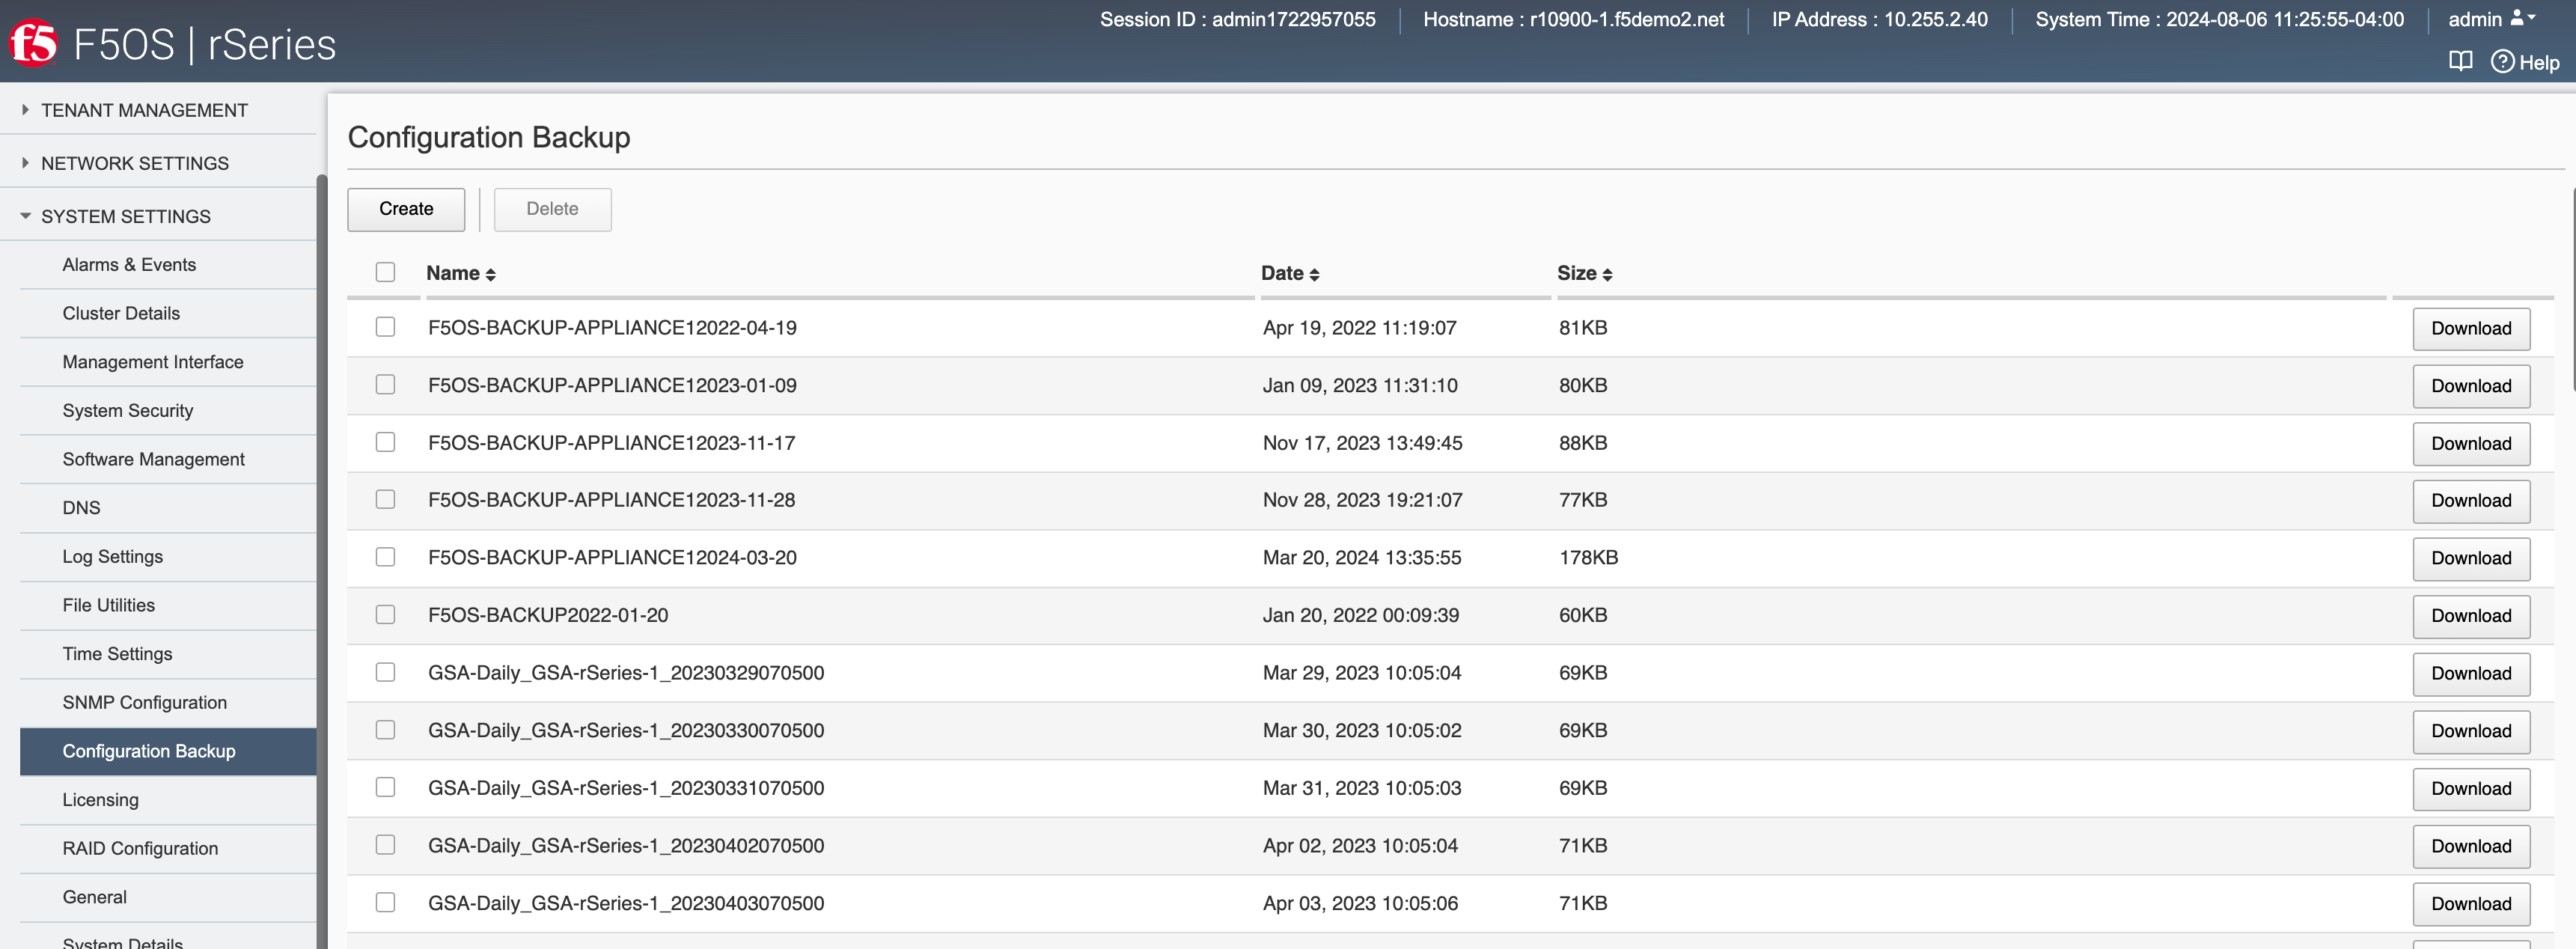 Session ID : admin1722957055 Hostname : r10900-1.f5demo2.net IP Address : 10.255.2.40 System Time : 2024-08-06 11:25:55-04:00 admin
f5 F5OS | rSeries
Help
TENANT MANAGEMENT
NETWORK SETTINGS
SYSTEM SETTINGS
Alarms & Events
Cluster Details
Management Interface
System Security
Software Management
DNS
Log Settings
File Utilities
Time Settings
SNMP Configuration
Configuration Backup
Licensing
RAID Configuration
General
System Details
Configuration Backup
Create Delete
Name Date Size
F5OS-BACKUP-APPLIANCE12022-04-19 Apr 19, 2022 11:19:07 81KB Download
F5OS-BACKUP-APPLIANCE12023-01-09 Jan 09, 2023 11:31:10 80KB Download
F5OS-BACKUP-APPLIANCE12023-11-17 Nov 17, 2023 13:49:45 88KB Download
F5OS-BACKUP-APPLIANCE12023-11-28 Nov 28, 2023 19:21:07 77KB Download
F5OS-BACKUP-APPLIANCE12024-03-20 Mar 20, 2024 13:35:55 178KB Download
F5OS-BACKUP2022-01-20 Jan 20, 2022 00:09:39 60KB Download
GSA-Daily_GSA-rSeries-1_20230329070500 Mar 29, 2023 10:05:04 69KB Download
GSA-Daily_GSA-rSeries-1_20230330070500 Mar 30, 2023 10:05:02 69KB Download
GSA-Daily_GSA-rSeries-1_20230331070500 Mar 31, 2023 10:05:03 69KB Download
GSA-Daily_GSA-rSeries-1_20230402070500 Apr 02, 2023 10:05:04 71KB Download
GSA-Daily_GSA-rSeries-1_20230403070500 Apr 03, 2023 10:05:06 71KB Download